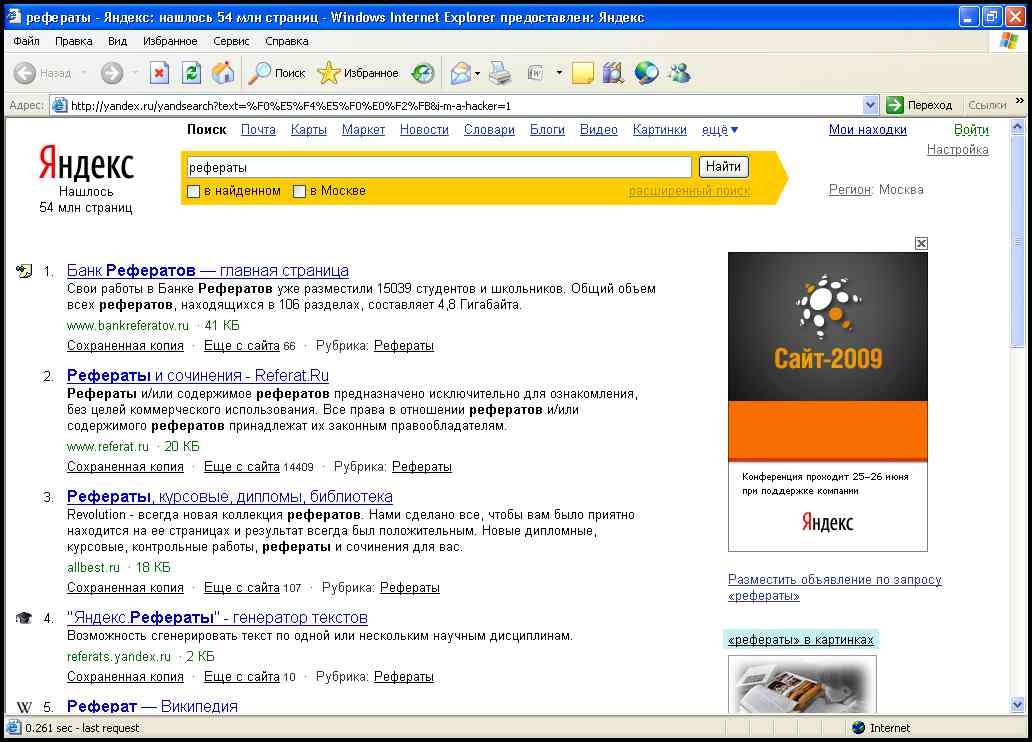 рефераты - Яндекс: нашлось 54 млн страниц - Windows Internet Explorer предоставлен: Яндекс
Файл Правка Вид Избранное Сервис Справка
Назад Поиск Избранное
Адрес: http://yandex.ru/yandsearch?text=%F0%E5%F4%E5%F0%E0%F2%FB&i-m-a-hacker=1 Переход Ссылки »
Поиск Почта Карты Маркет Новости Словари Блоги Видео Картинки ещё ▼ Мои находки Войти
Настройка
Яндекс
Нашлось
54 млн страниц
рефераты Найти
в найденном в Москве расширенный поиск
Регион: Москва
1. Банк Рефератов — главная страница
Свои работы в Банке Рефератов уже разместили 15039 студентов и школьников. Общий объем
всех рефератов, находящихся в 106 разделах, составляет 4,8 Гигабайта.
www.bankreferatov.ru · 41 КБ
Сохраненная копия · Еще с сайта 66 · Рубрика: Рефераты
2. Рефераты и сочинения - Referat.Ru
Рефераты и/или содержимое рефератов предназначено исключительно для ознакомления,
без целей коммерческого использования. Все права в отношении рефератов и/или
содержимого рефератов принадлежат их законным правообладателям.
www.referat.ru · 20 КБ
Сохраненная копия · Еще с сайта 14409 · Рубрика: Рефераты
3. Рефераты, курсовые, дипломы, библиотека
Revolution - всегда новая коллекция рефератов. Нами сделано все, чтобы вам было приятно
находится на ее страницах и результат всегда был положительным. Новые дипломные,
курсовые, контрольные работы, рефераты и сочинения для вас.
allbest.ru · 18 КБ
Сохраненная копия · Еще с сайта 107 · Рубрика: Рефераты
4. "Яндекс.Рефераты" - генератор текстов
Возможность сгенерировать текст по одной или нескольким научным дисциплинам.
referats.yandex.ru · 2 КБ
Сохраненная копия · Еще с сайта 10 · Рубрика: Рефераты
W 5. Реферат — Википедия
Сайт-2009
Конференция проходит 25–26 июня
при поддержке компании
Яндекс
Разместить объявление по запросу
«рефераты»
«рефераты» в картинках
0.261 sec - last request Internet